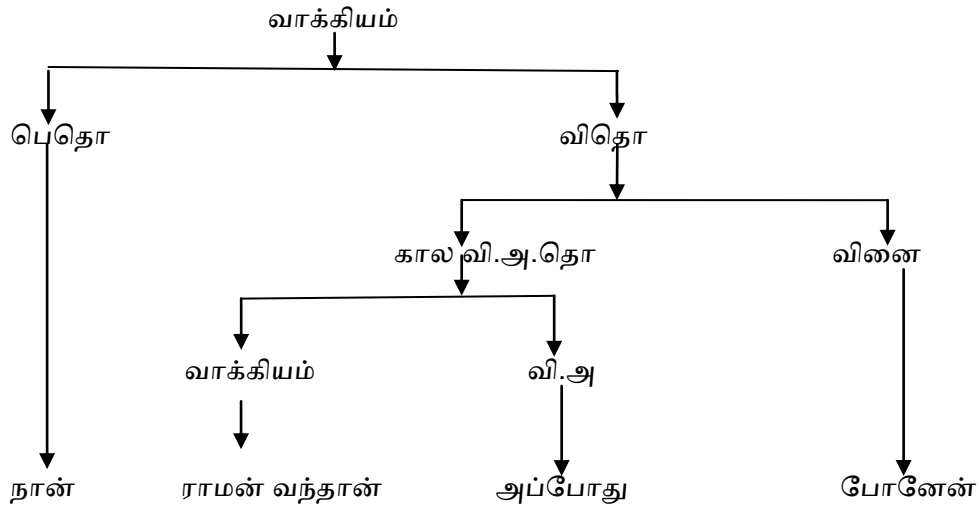 வாக்கியம்
பெதொ விதொ
கால வி.அ.தொ வினை
வாக்கியம் வி.அ
நான் ராமன் வந்தான் அப்போது போனேன்